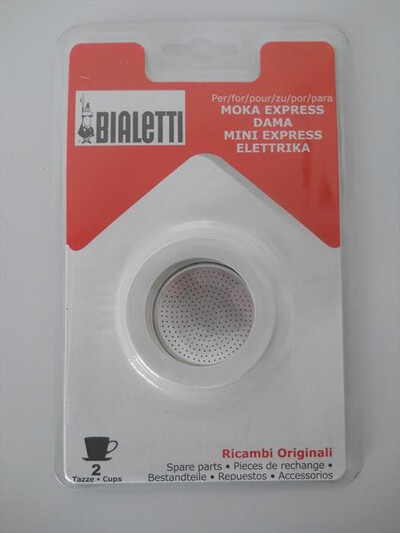 BIALETTI
Per/for/pour/zu/por/para
MOKA EXPRESS
DAMA
MINI EXPRESS
ELETTRIKA
2
Tazze • Cups
Ricambi Originali
Spare parts • Pieces de rechange •
Bestandteile • Repuestos • Accessorios